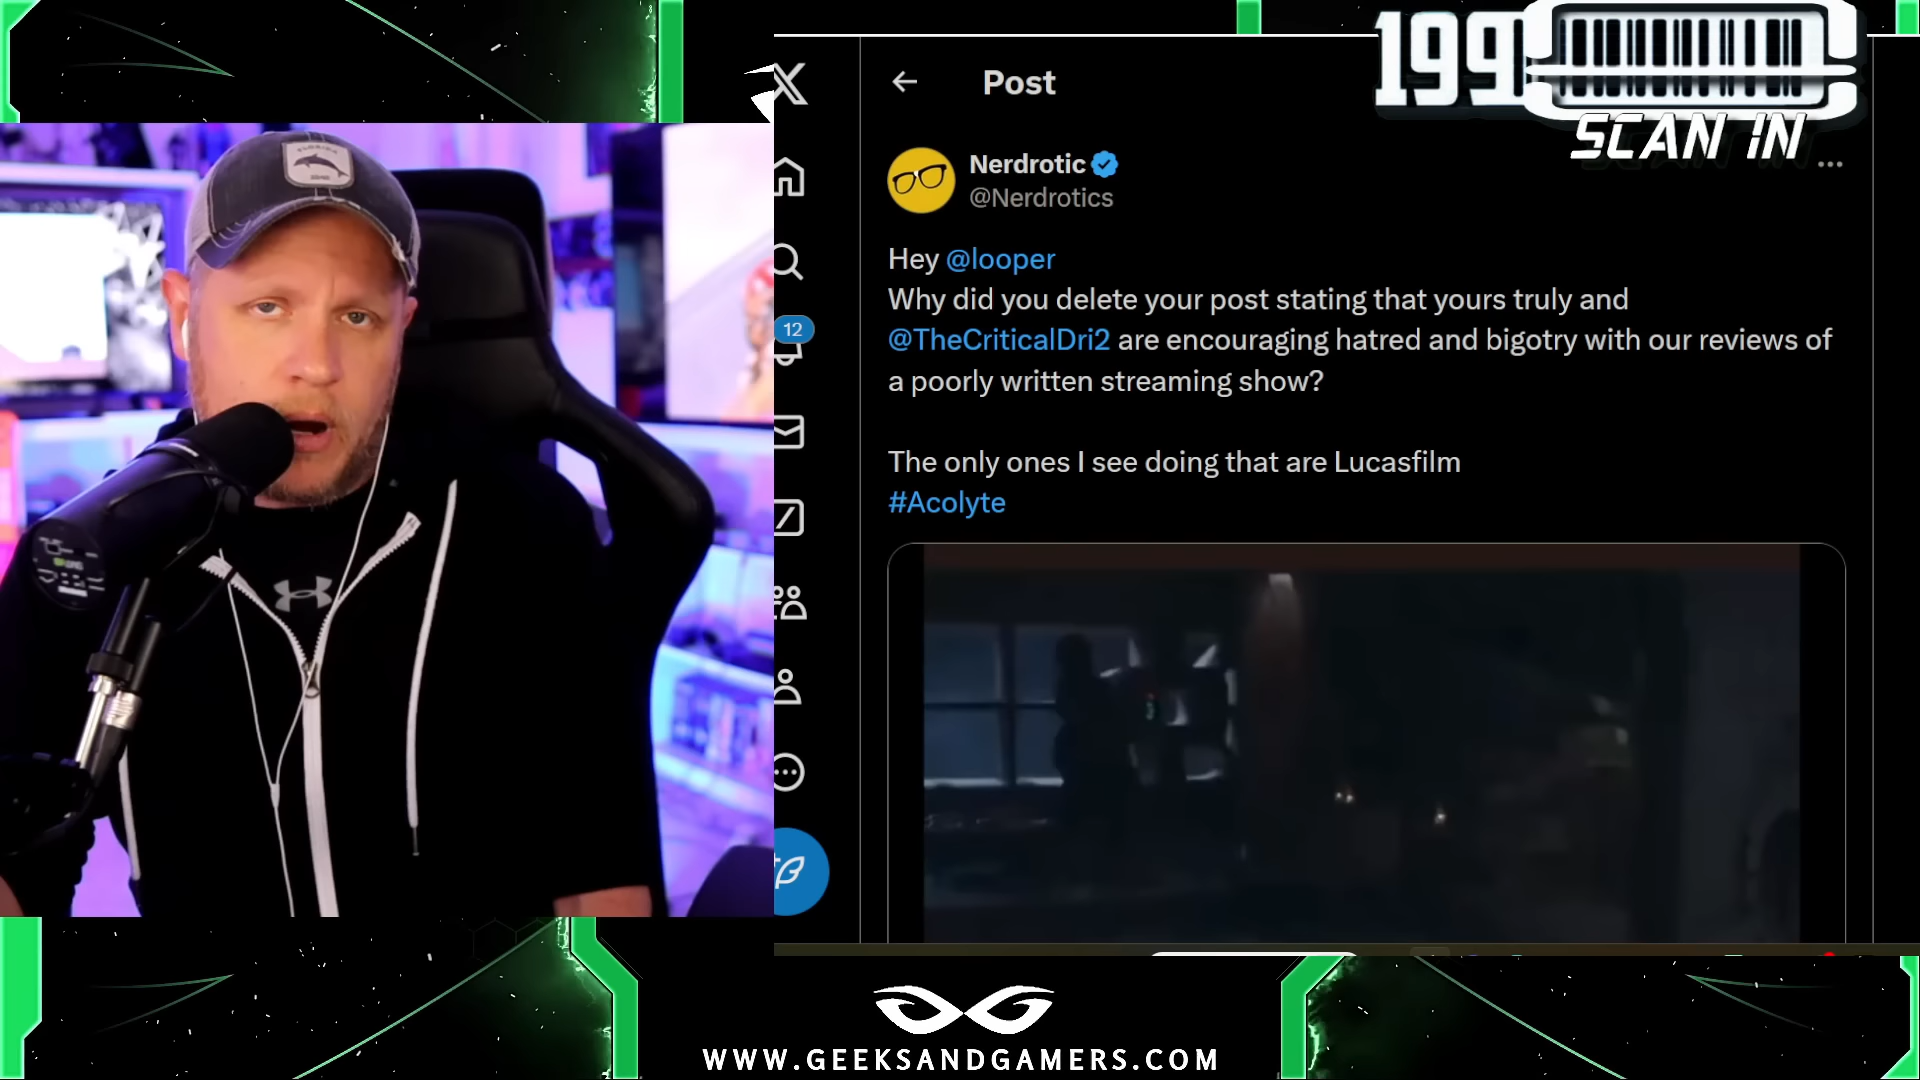 199
SCAN IN
Post
Nerdrotic
@Nerdrotics
Hey @looper
Why did you delete your post stating that yours truly and
@TheCriticalDri2 are encouraging hatred and bigotry with our reviews of
a poorly written streaming show?
The only ones I see doing that are Lucasfilm
#Acolyte
12
FLORIDA
WWW.GEEKSANDGAMERS.COM